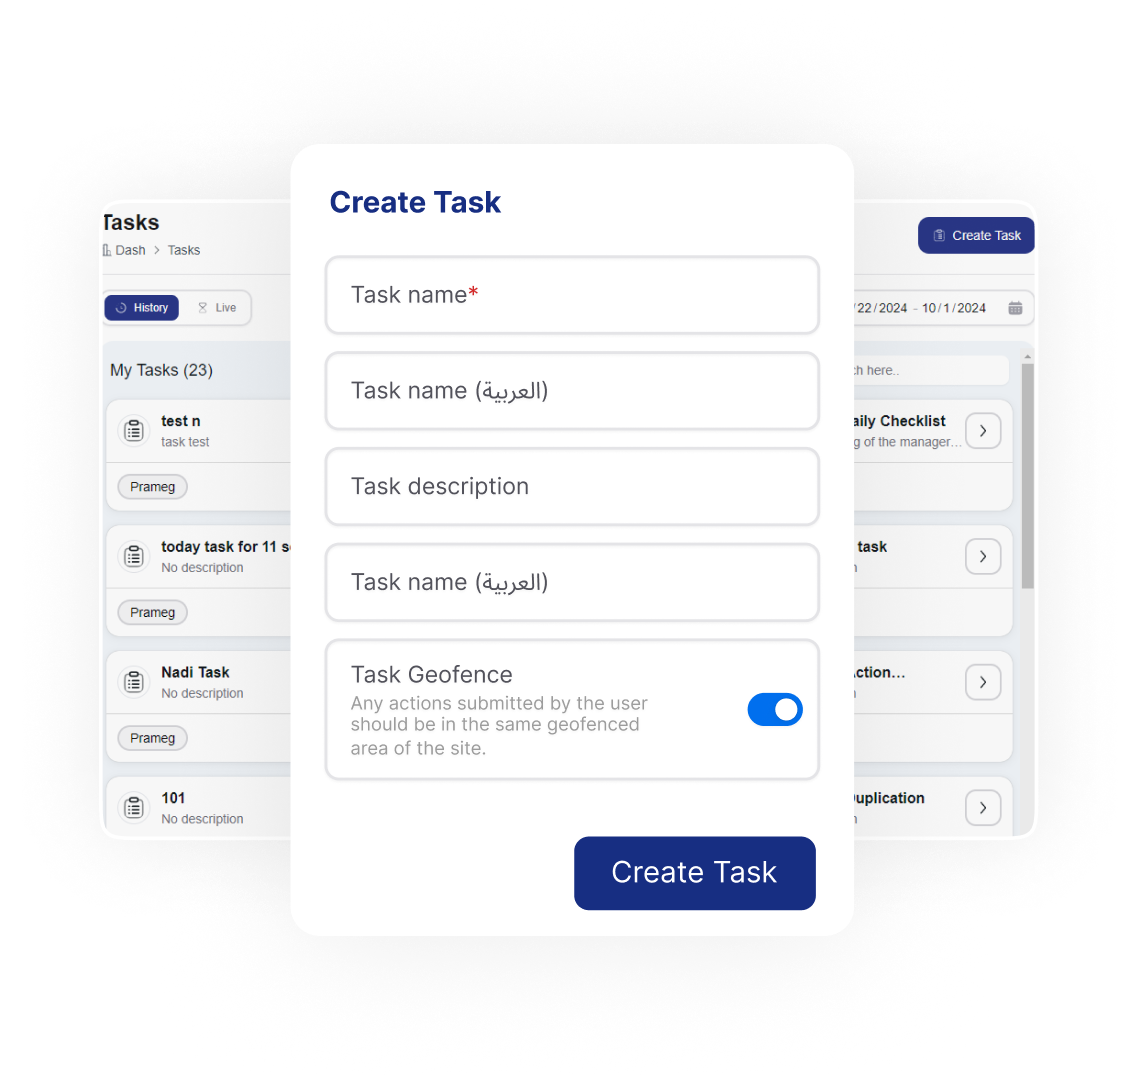 Create Task
Task name*
Task name (العربية)
Task description
Task name (العربية)
Task Geofence
Any actions submitted by the user
should be in the same geofenced
area of the site.
Create Task
Tasks
Dash > Tasks
History Live
My Tasks (23)
test n
task test
Prameg
today task for 11
No description
Prameg
Nadi Task
No description
Prameg
101
No description
Create Task
/22/2024 - 10/1/2024
here..
Checklist
of the manager...
task
Duplication